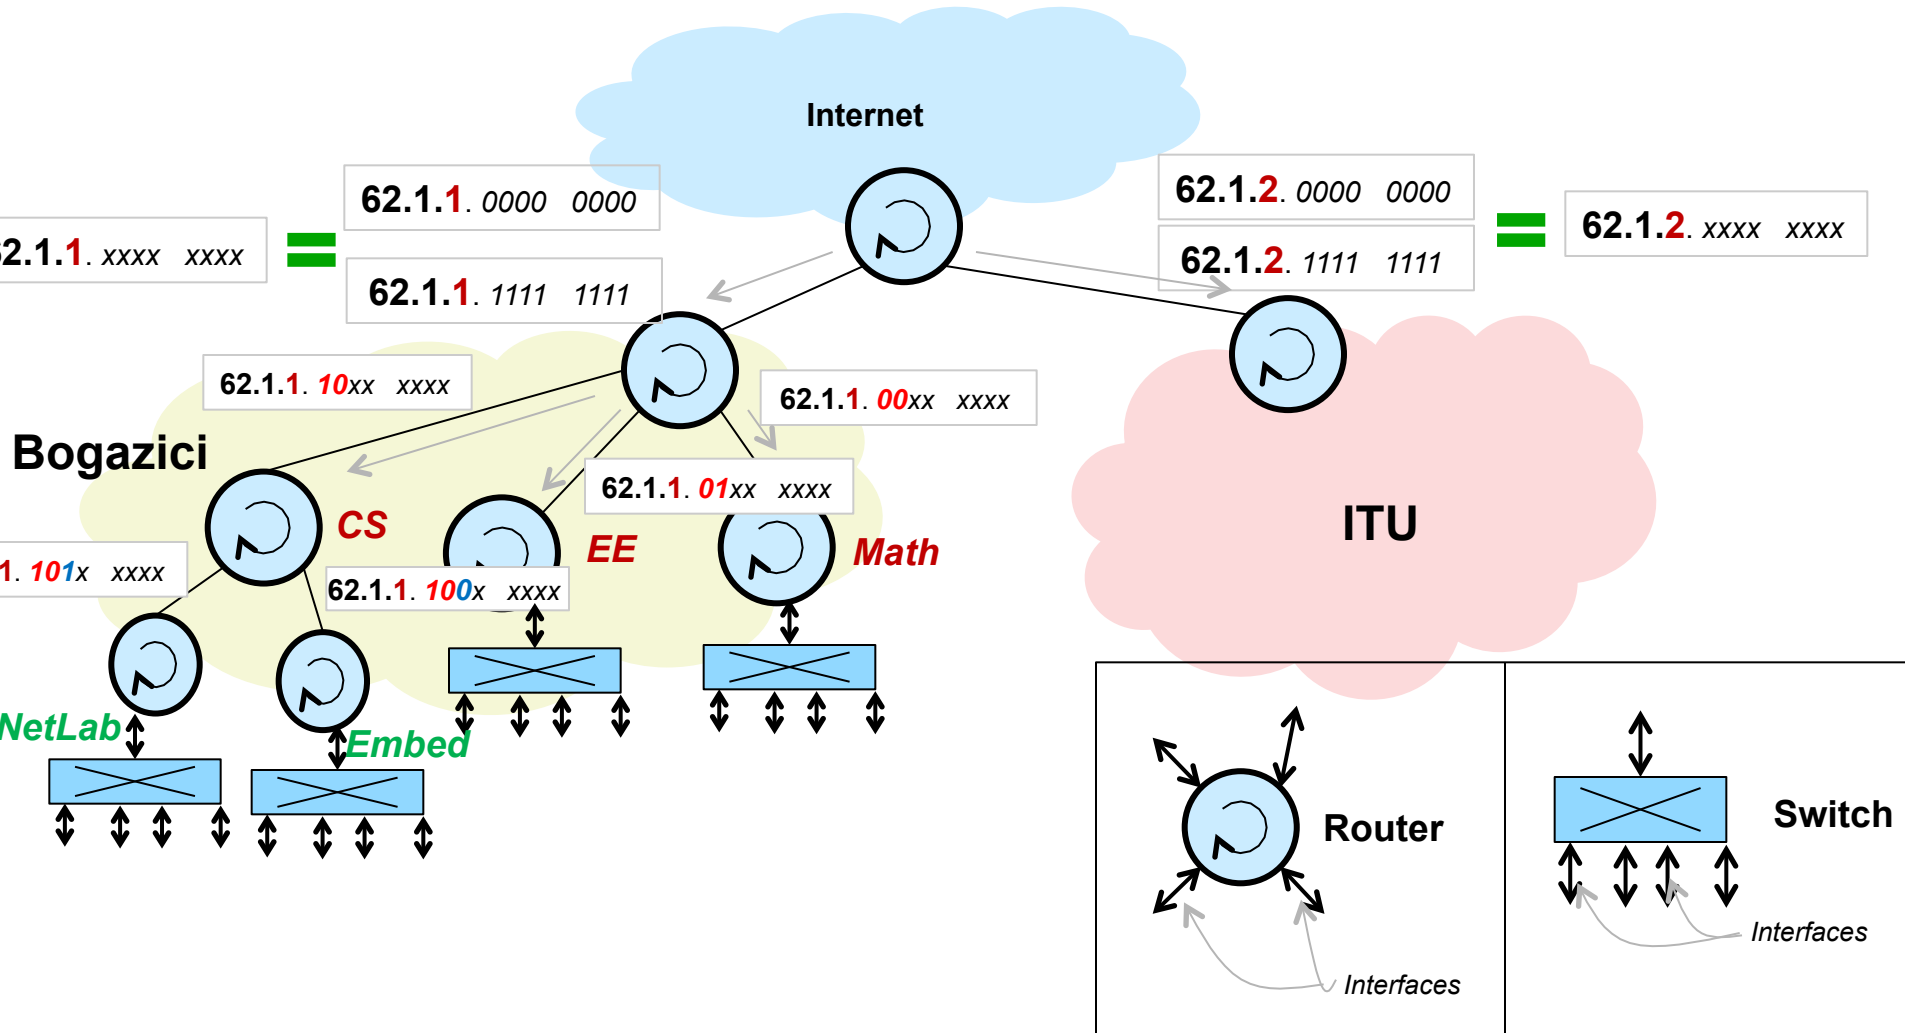 Internet
62.1.1. 0000 0000
62.1.2. 0000 0000
2.1.1. xxxx xxxx
62.1.2. xxxx xxxx
62.1.1. 1111 1111
62.1.2. 1111 1111
62.1.1. 10xx xxxx
62.1.1. 00xx xxxx
Bogazici
62.1.1. 01xx xxxx
CS
EE
Math
ITU
1. 101x xxxx
62.1.1. 100x xxxx
NetLab
Embed
Router
Switch
Interfaces
Interfaces